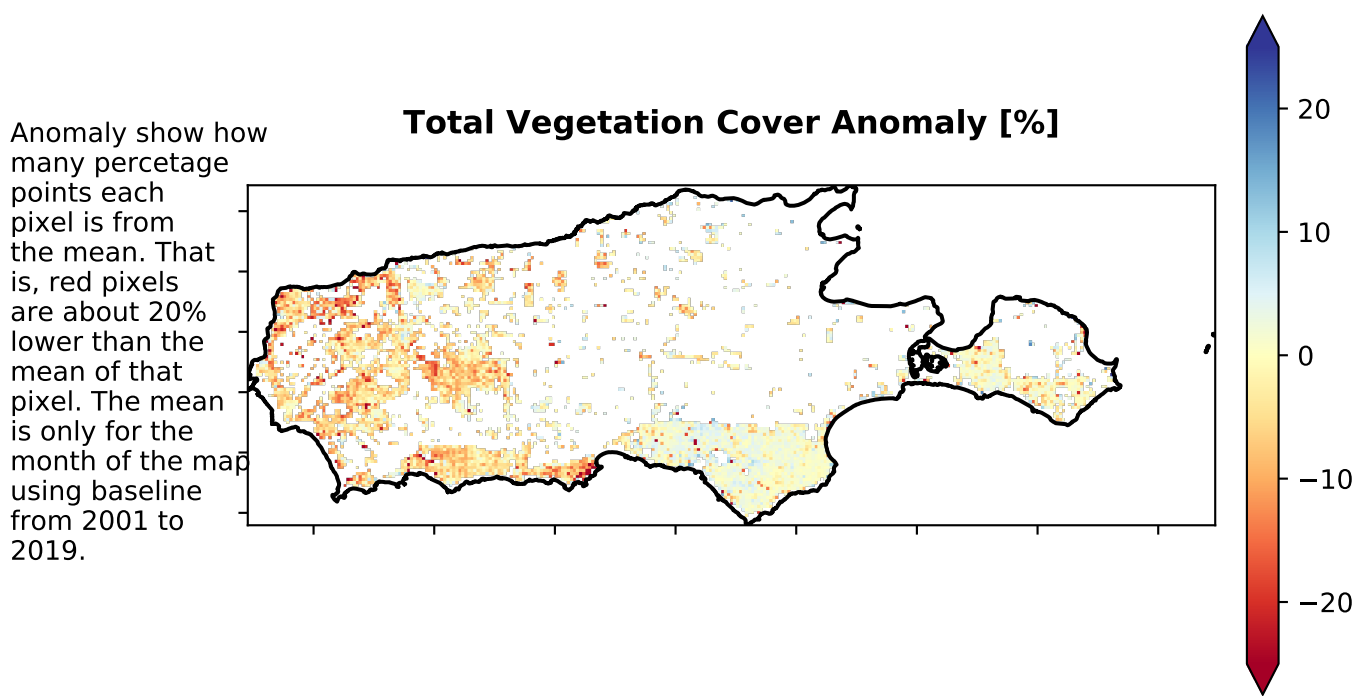 Total Vegetation Cover Anomaly [%]
Anomaly show how
many percetage
points each
pixel is from
the mean. That
is, red pixels
are about 20%
lower than the
mean of that
pixel. The mean
is only for the
month of the map
using baseline
from 2001 to
2019.
20
10
0
−10
−20